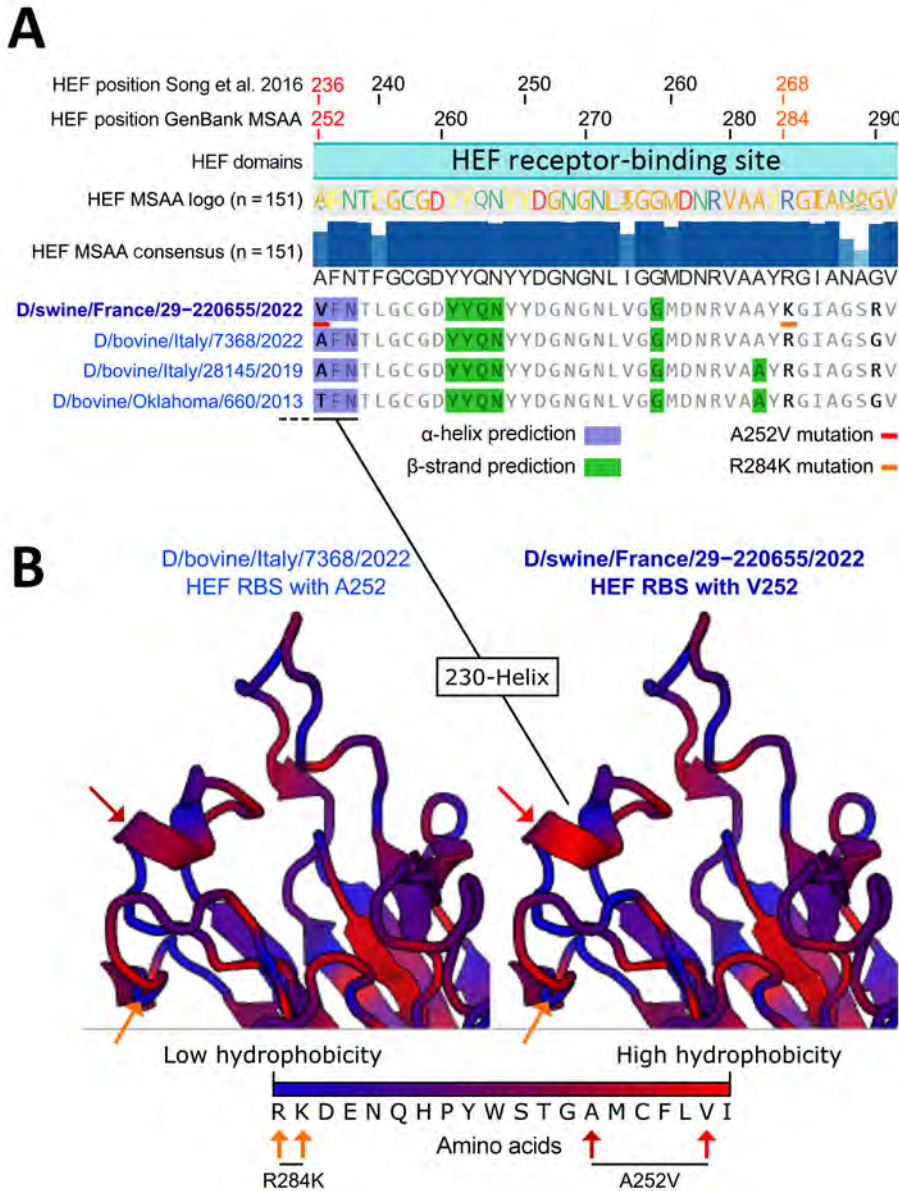 A
HEF position Song et al. 2016 236 240 250 260 268
HEF position GenBank MSAA 252 260 270 280 284 290
HEF domains HEF receptor-binding site
HEF MSAA logo (n = 151)
HEF MSAA consensus (n = 151)
AFNTFGCGDYYQNYYDGNGNLIGGMDNRVAAYRGIANAGV
D/swine/France/29−220655/2022 VFNTLGCGDYYQNYYDGNGNLVGGMDNRVAAYKGIAGSRV
D/bovine/Italy/7368/2022 AFNTLGCGDYYQNYYDGNGNLVGGMDNRVAAYRGIAGSRV
D/bovine/Italy/28145/2019 AFNTLGCGDYYQNYYDGNGNLVGGMDNRVAAYRGIAGSRV
D/bovine/Oklahoma/660/2013 TFNTLGCGDYYQNYYDGNGNLVGGMDNRVAAYRGIAGSGV
α-helix prediction A252V mutation
β-strand prediction R284K mutation
B
D/bovine/Italy/7368/2022
HEF RBS with A252
D/swine/France/29−220655/2022
HEF RBS with V252
230-Helix
Low hydrophobicity High hydrophobicity
R K D E N Q H P Y W S T G A M C F L V I
Amino acids
R284K A252V